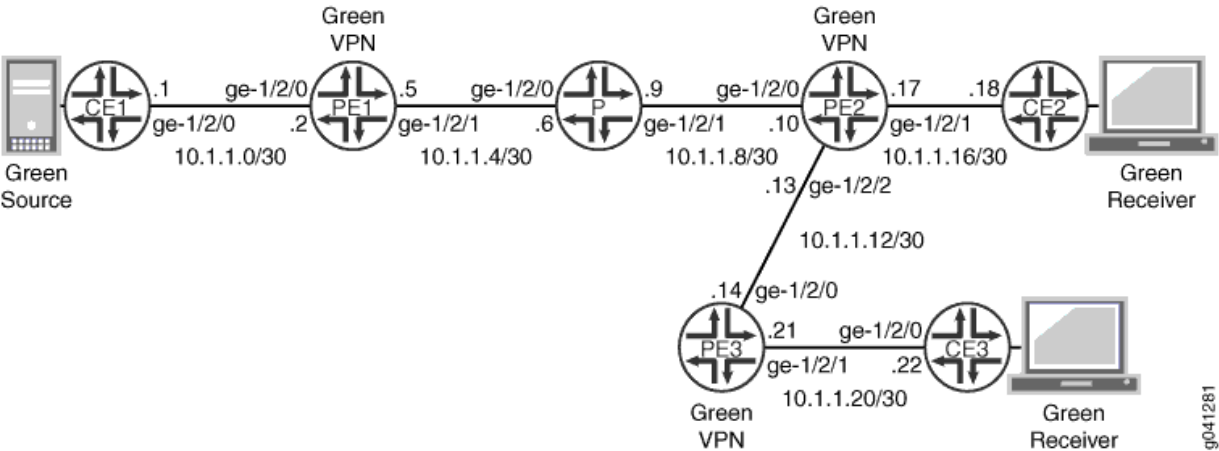 Green
VPN
Green
VPN
.1
ge-1/2/0
.5
ge-1/2/0
.9
ge-1/2/0
.17
.18
CE1
PE1
P
PE2
CE2
ge-1/2/0
.2
ge-1/2/1
.6
ge-1/2/1
.10
ge-1/2/1
10.1.1.0/30
10.1.1.4/30
10.1.1.8/30
10.1.1.16/30
Green
Source
Green
Receiver
.13
ge-1/2/2
10.1.1.12/30
.14
ge-1/2/0
.21
ge-1/2/0
PE3
CE3
ge-1/2/1
.22
10.1.1.20/30
Green
VPN
Green
Receiver
g041281